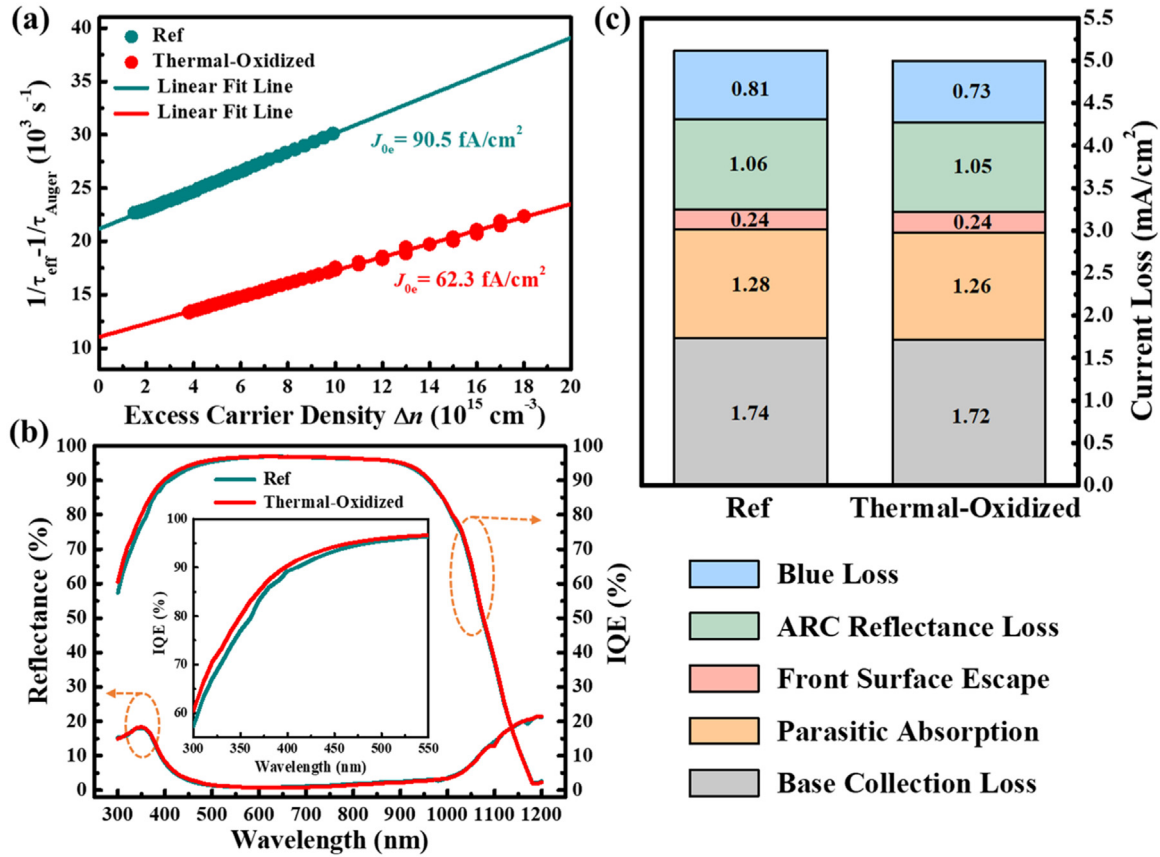 (a)
Ref
Thermal-Oxidized
Linear Fit Line
Linear Fit Line
J0e= 90.5 fA/cm²
J0e= 62.3 fA/cm²
1/τeff-1/τAuger (10³ s⁻¹)
40
35
30
25
20
15
10
0 2 4 6 8 10 12 14 16 18 20
Excess Carrier Density Δn (10¹⁵ cm⁻³)
(b)
Ref
Thermal-Oxidized
Reflectance (%)
100
90
80
70
60
50
40
30
20
10
0
IQE (%)
100
90
80
70
60
300 350 400 450 500 550
Wavelength (nm)
100
90
80
70
60
50
40
30
20
10
0
IQE (%)
300 400 500 600 700 800 900 1000 1100 1200
Wavelength (nm)
(c)
0.81
1.06
0.24
1.28
1.74
0.73
1.05
0.24
1.26
1.72
5.5
5.0
4.5
4.0
3.5
3.0
2.5
2.0
1.5
1.0
0.5
0.0
Current Loss (mA/cm²)
Ref Thermal-Oxidized
Blue Loss
ARC Reflectance Loss
Front Surface Escape
Parasitic Absorption
Base Collection Loss